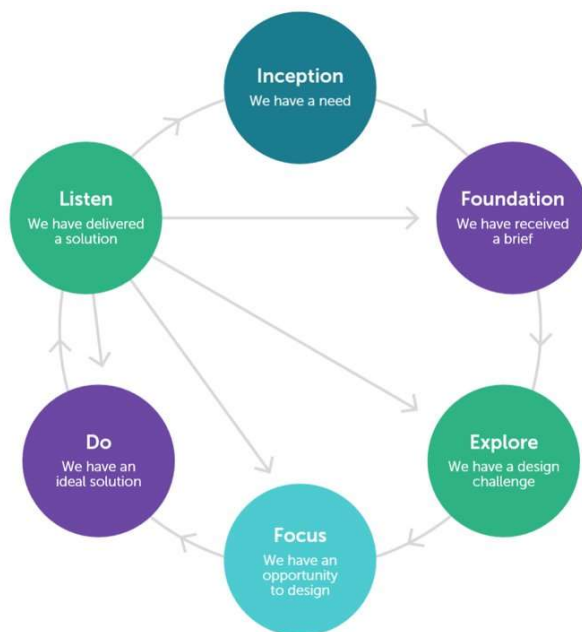 Inception
We have a need
Foundation
We have received
a brief
Explore
We have a design
challenge
Focus
We have an
opportunity
to design
Do
We have an
ideal solution
Listen
We have delivered
a solution